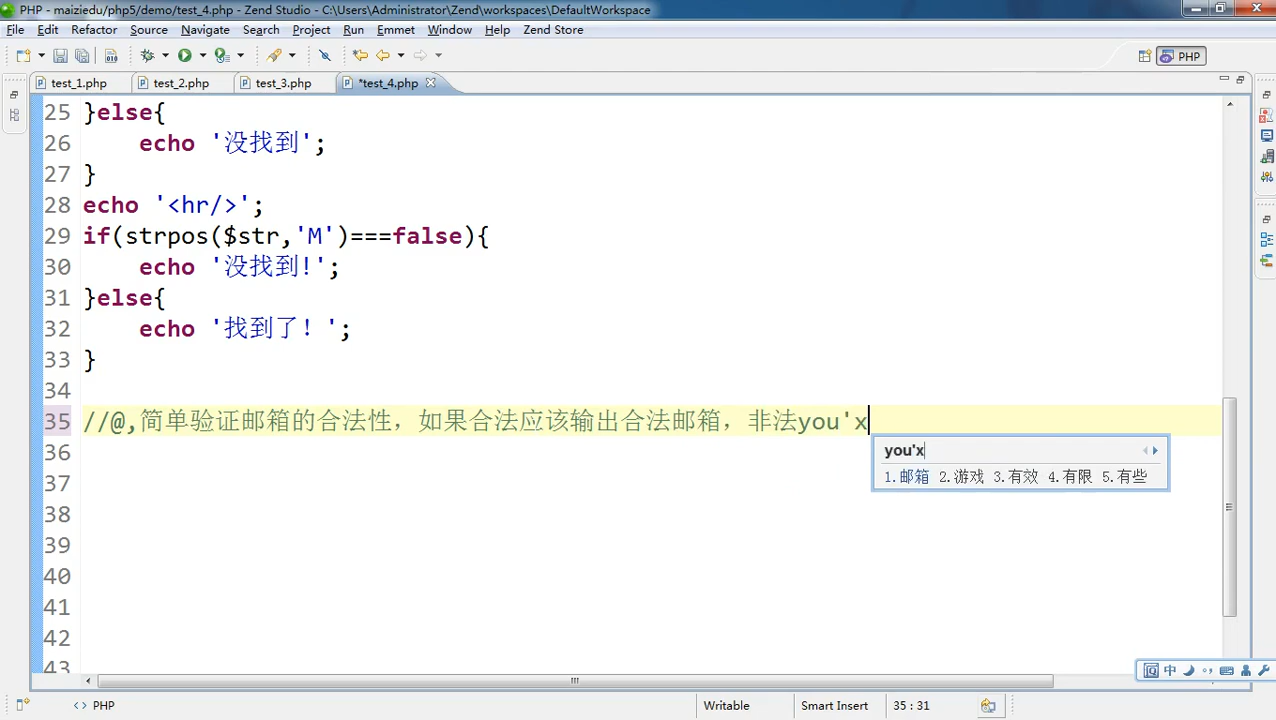 PHP - maiziedu/php5/demo/test_4.php - Zend Studio - C:\Users\Administrator\Zend\workspaces\DefaultWorkspace
File Edit Refactor Source Navigate Search Project Run Emmet Window Help Zend Store
PHP
test_1.php test_2.php test_3.php *test_4.php
25 }else{
26 echo '没找到';
27 }
28 echo '<hr/>';
29 if(strpos($str,'M')===false){
30 echo '没找到!';
31 }else{
32 echo '找到了! ';
33 }
34
35 //@,简单验证邮箱的合法性，如果合法应该输出合法邮箱，非法you'x
you'x
1.邮箱 2.游戏 3.有效 4.有限 5.有些
36
37
38
39
40
41
42
43
中
<> PHP Writable Smart Insert 35 : 31